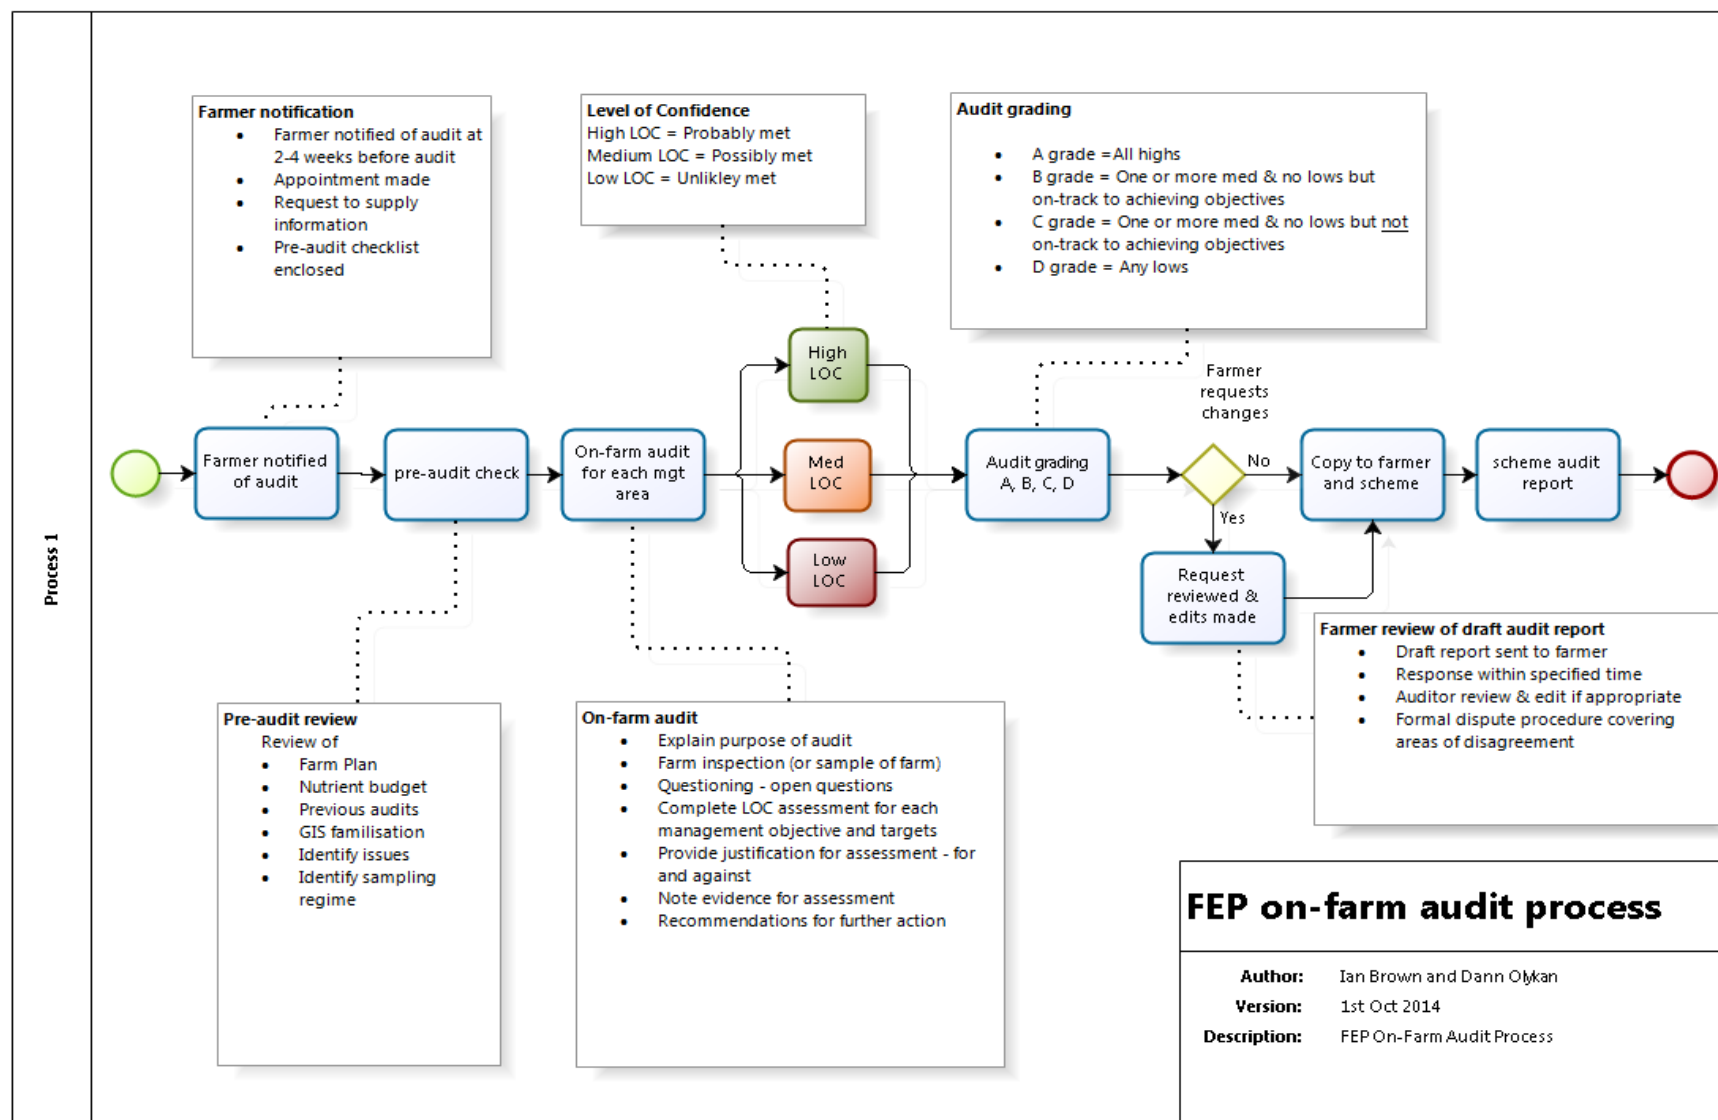 Process 1
Farmer notification
• Farmer notified of audit at
2-4 weeks before audit
• Appointment made
• Request to supply
information
• Pre-audit checklist
enclosed
Level of Confidence
High LOC = Probably met
Medium LOC = Possibly met
Low LOC = Unlikley met
Audit grading
• A grade =All highs
• B grade = One or more med & no lows but
on-track to achieving objectives
• C grade = One or more med & no lows but not
on-track to achieving objectives
• D grade = Any lows
Farmer notified
of audit
pre-audit check
On-farm audit
for each mgt
area
High
LOC
Med
LOC
Low
LOC
Audit grading
A, B, C, D
Farmer
requests
changes
No
Yes
Copy to farmer
and scheme
scheme audit
report
Request
reviewed &
edits made
Farmer review of draft audit report
• Draft report sent to farmer
• Response within specified time
• Auditor review & edit if appropriate
• Formal dispute procedure covering
areas of disagreement
Pre-audit review
Review of
• Farm Plan
• Nutrient budget
• Previous audits
• GIS familisation
• Identify issues
• Identify sampling
regime
On-farm audit
• Explain purpose of audit
• Farm inspection (or sample of farm)
• Questioning - open questions
• Complete LOC assessment for each
management objective and targets
• Provide justification for assessment - for
and against
• Note evidence for assessment
• Recommendations for further action
FEP on-farm audit process
Author: Ian Brown and Dann Olykan
Version: 1st Oct 2014
Description: FEP On-Farm Audit Process